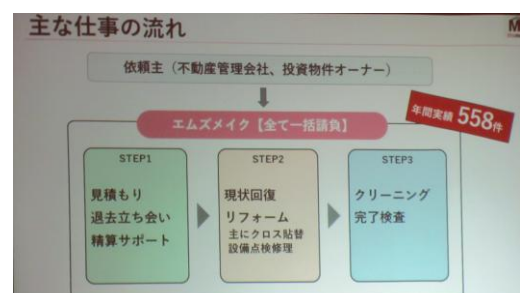 主な仕事の流れ
M
依頼主（不動産管理会社、投資物件オーナー）
エムズメイク【全て一括請負】
年間実績 558件
STEP1
見積もり
退去立ち会い
精算サポート
STEP2
現状回復
リフォーム
主にクロス貼替
設備点検修理
STEP3
クリーニング
完了検査